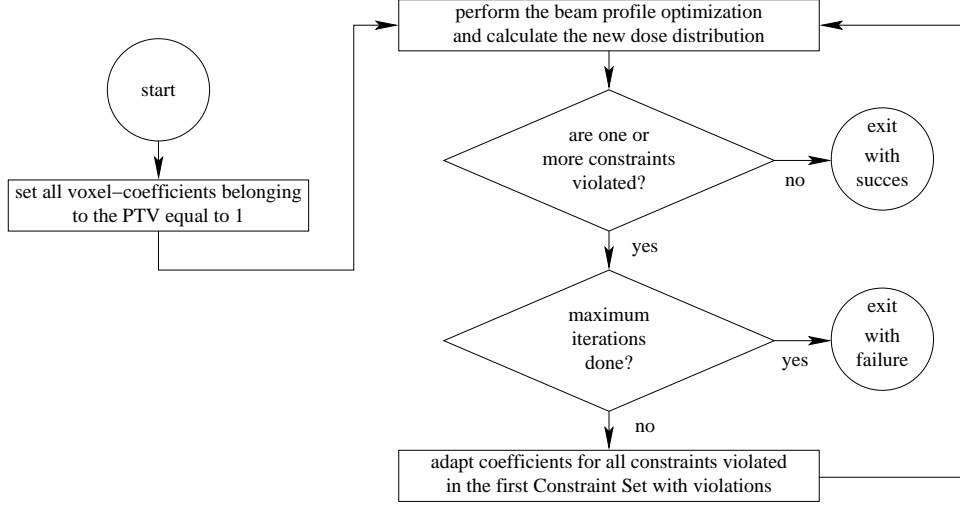 start
set all voxel−coefficients belonging
to the PTV equal to 1
perform the beam profile optimization
and calculate the new dose distribution
are one or
more constraints
violated?
no
exit
with
succes
yes
maximum
iterations
done?
yes
exit
with
failure
no
adapt coefficients for all constraints violated
in the first Constraint Set with violations